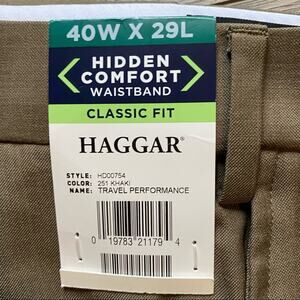 40W X 29L
HIDDEN
COMFORT
WAISTBAND
CLASSIC FIT
HAGGAR®
STYLE: HD00754
COLOR: 251 KHAKI
NAME: TRAVEL PERFORMANCE
0 19783 21179 4